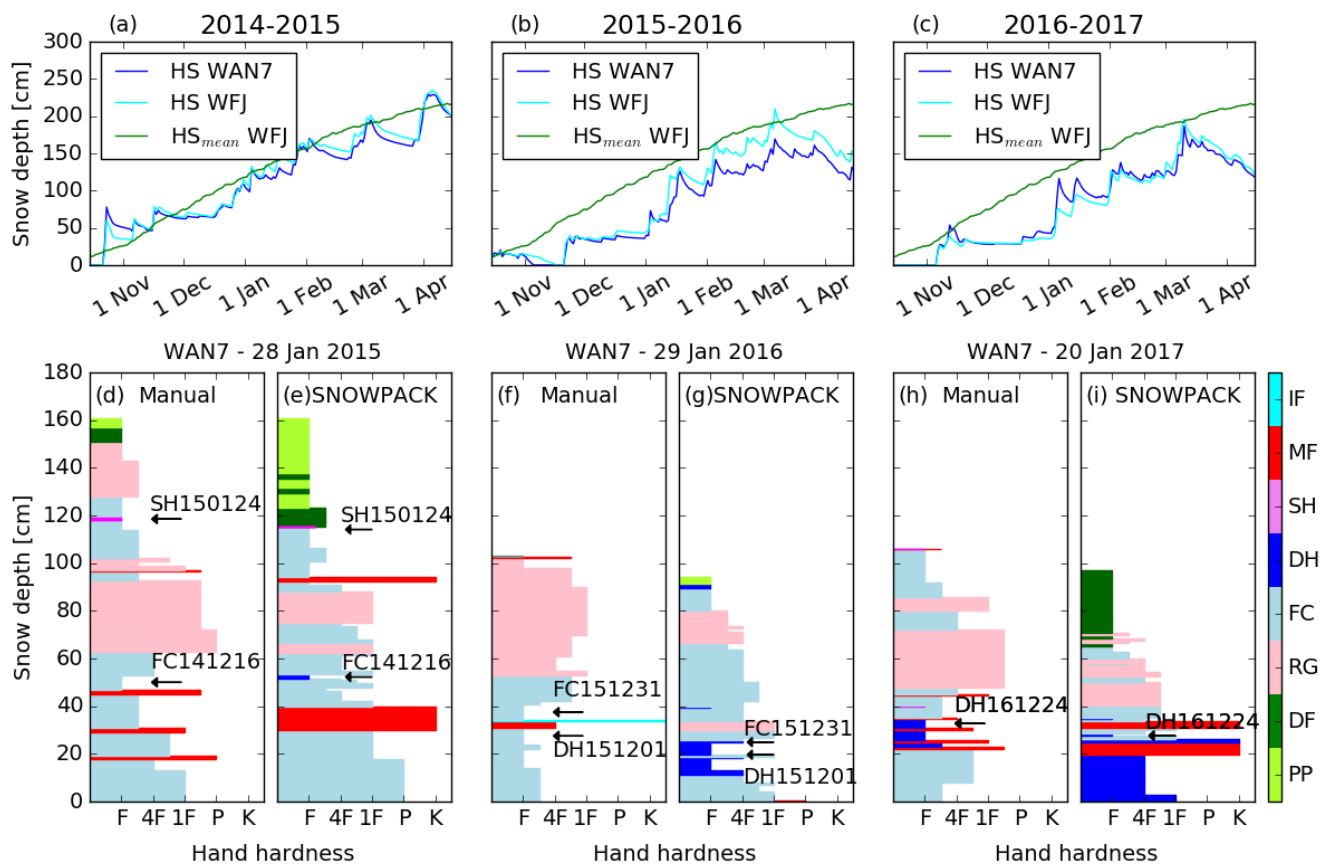 (a) 2014-2015 (b) 2015-2016 (c) 2016-2017
Snow depth [cm]
300
250
200
150
100
50
0
HS WAN7
HS WFJ
HSmean WFJ
1 Nov 1 Dec 1 Jan 1 Feb 1 Mar 1 Apr
HS WAN7
HS WFJ
HSmean WFJ
1 Nov 1 Dec 1 Jan 1 Feb 1 Mar 1 Apr
HS WAN7
HS WFJ
HSmean WFJ
1 Nov 1 Dec 1 Jan 1 Feb 1 Mar 1 Apr
WAN7 - 28 Jan 2015 WAN7 - 29 Jan 2016 WAN7 - 20 Jan 2017
Snow depth [cm]
180
160
140
120
100
80
60
40
20
0
(d) Manual
SH150124
FC141216
F 4F 1F P K
(e) SNOWPACK
SH150124
FC141216
F 4F 1F P K
Hand hardness
(f) Manual
FC151231
DH151201
F 4F 1F P K
(g) SNOWPACK
FC151231
DH151201
F 4F 1F P K
Hand hardness
(h) Manual
DH161224
F 4F 1F P K
(i) SNOWPACK
DH161224
F 4F 1F P K
Hand hardness
IF
MF
SH
DH
FC
RG
DF
PP